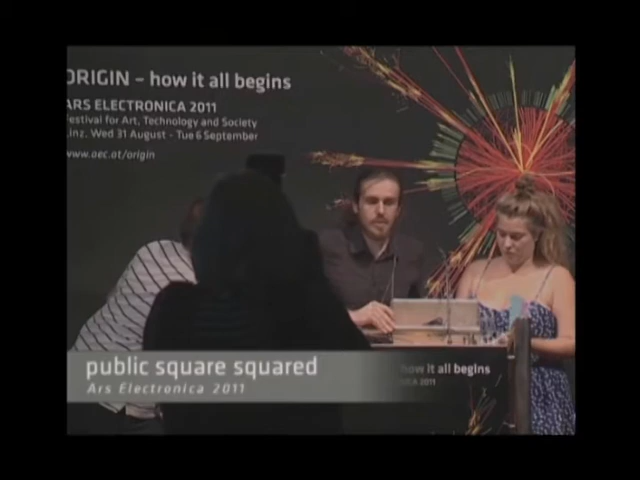 ORIGIN – how it all begins
ARS ELECTRONICA 2011
Festival for Art, Technology and Society
Linz. Wed 31 August - Tue 6 September
www.aec.at/origin
public square squared
Ars Electronica 2011
how it all begins
2011